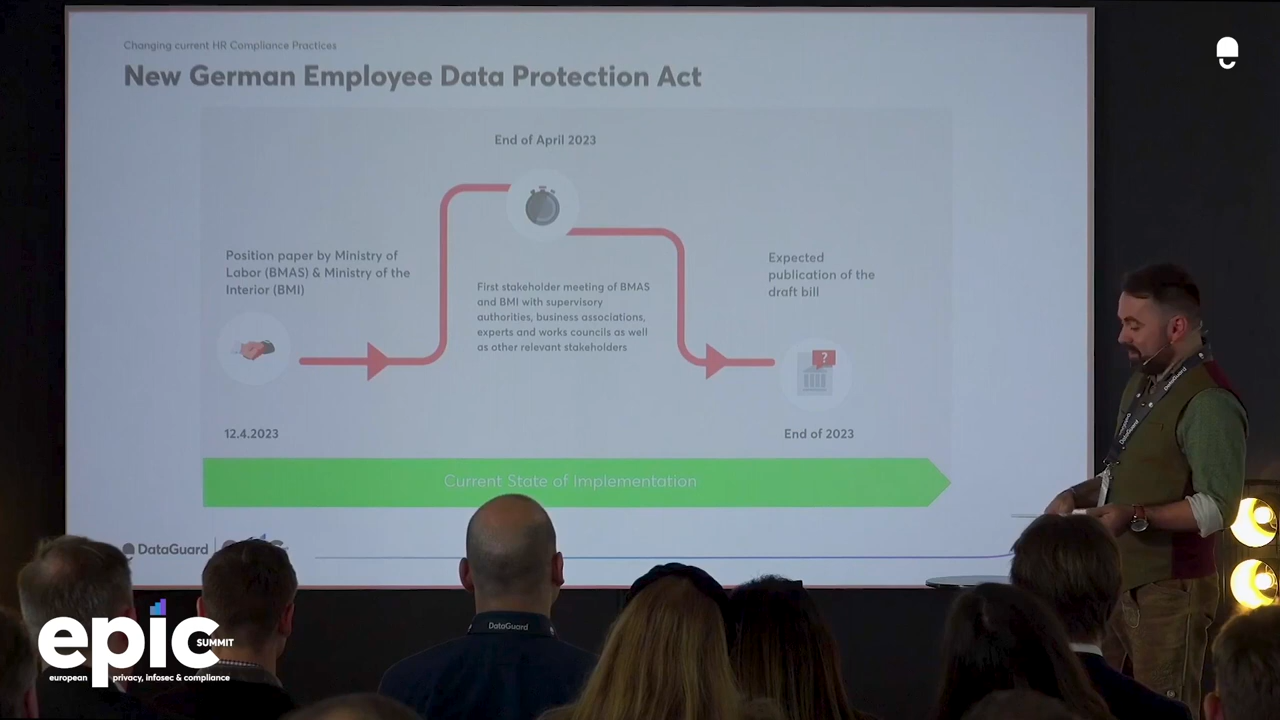 Changing current HR Compliance Practices
New German Employee Data Protection Act
End of April 2023
Position paper by Ministry of
Labor (BMAS) & Ministry of the
Interior (BMI)
First stakeholder meeting of BMAS
and BMI with supervisory
authorities, business associations,
experts and works councils as well
as other relevant stakeholders
Expected
publication of the
draft bill
?
12.4.2023
End of 2023
Current State of Implementation
DataGuard
DataGuard
DataGuard
DataGuard
epic
SUMMIT
european privacy, infosec & compliance